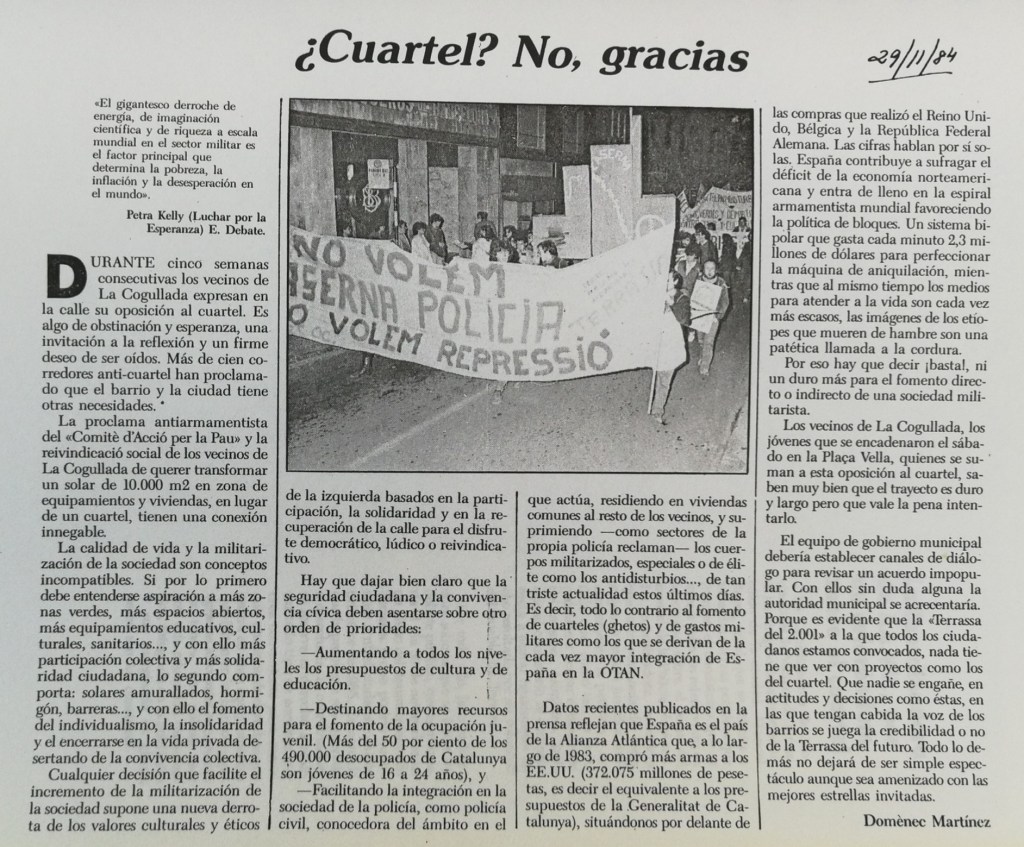 ¿Cuartel? No, gracias
29/11/84
«El gigantesco derroche de
energía, de imaginación
científica y de riqueza a escala
mundial en el sector militar es
el factor principal que
determina la pobreza, la
inflación y la desesperación en
el mundo».
Petra Kelly (Luchar por la
Esperanza) E. Debate.
DURANTE cinco semanas
consecutivas los vecinos de
La Cogullada expresan en
la calle su oposición al cuartel. Es
algo de obstinación y esperanza, una
invitación a la reflexión y un firme
deseo de ser oídos. Más de cien co-
rredores anti-cuartel han proclama-
do que el barrio y la ciudad tiene
otras necesidades.
La proclama antiarmamentista
del «Comitè d'Acció per la Pau» y la
reivindicació social de los vecinos de
La Cogullada de querer transformar
un solar de 10.000 m2 en zona de
equipamientos y viviendas, en lugar
de un cuartel, tienen una conexión
innegable.
La calidad de vida y la militari-
zación de la sociedad son conceptos
incompatibles. Si por lo primero
debe entenderse aspiración a más zo-
nas verdes, más espacios abiertos,
más equipamientos educativos, cul-
turales, sanitarios..., y con ello más
participación colectiva y más solida-
ridad ciudadana, lo segundo com-
porta: solares amurallados, hormi-
gón, barreras..., y con ello el fomento
del individualismo, la insolidaridad
y el encerrarse en la vida privada de-
sertando de la convivencia colectiva.
Cualquier decisión que facilite el
incremento de la militarización de
la sociedad supone una nueva derro-
ta de los valores culturales y éticos
NO VOLEM
ASERNA POLICIA
O VOLEM REPRESSIÓ
de la izquierda basados en la parti-
cipación, la solidaridad y en la re-
cuperación de la calle para el disfru-
te democrático, lúdico o reivindica-
tivo.
Hay que dajar bien claro que la
seguridad ciudadana y la conviven-
cia cívica deben asentarse sobre otro
orden de prioridades:
—Aumentando a todos los nive-
les los presupuestos de cultura y de
educación.
—Destinando mayores recursos
para el fomento de la ocupación ju-
venil. (Más del 50 por ciento de los
490.000 desocupados de Catalunya
son jóvenes de 16 a 24 años), y
—Facilitando la integración en la
sociedad de la policía, como policía
civil, conocedora del ámbito en el
que actúa, residiendo en viviendas
comunes al resto de los vecinos, y su-
primiendo —como sectores de la
propia policía reclaman— los cuer-
pos militarizados, especiales o de éli-
te como los antidisturbios..., de tan
triste actualidad estos últimos días.
Es decir, todo lo contrario al fomento
de cuarteles (ghetos) y de gastos mi-
litares como los que se derivan de la
cada vez mayor integración de Es-
paña en la OTAN.
Datos recientes publicados en la
prensa reflejan que España es el país
de la Alianza Atlántica que, a lo lar-
go de 1983, compró más armas a los
EE.UU. (372.075 millones de pese-
tas, es decir el equivalente a los pre-
supuestos de la Generalitat de Ca-
talunya), situándonos por delante de
las compras que realizó el Reino Uni-
do, Bélgica y la República Federal
Alemana. Las cifras hablan por sí so-
las. España contribuye a sufragar el
déficit de la economía norteameri-
cana y entra de lleno en la espiral
armamentista mundial favoreciendo
la política de bloques. Un sistema bi-
polar que gasta cada minuto 2,3 mi-
llones de dólares para perfeccionar
la máquina de aniquilación, mien-
tras que al mismo tiempo los medios
para atender a la vida son cada vez
más escasos, las imágenes de los etío-
pes que mueren de hambre son una
patética llamada a la cordura.
Por eso hay que decir ¡basta!, ni
un duro más para el fomento direc-
to o indirecto de una sociedad mili-
tarista.
Los vecinos de La Cogullada, los
jóvenes que se encadenaron el sába-
do en la Plaça Vella, quienes se su-
man a esta oposición al cuartel, sa-
ben muy bien que el trayecto es duro
y largo pero que vale la pena inten-
tarlo.
El equipo de gobierno municipal
debería establecer canales de diálo-
go para revisar un acuerdo impopu-
lar. Con ellos sin duda alguna la
autoridad municipal se acrecentaría.
Porque es evidente que la «Terrassa
del 2.001» a la que todos los ciuda-
danos estamos convocados, nada tie-
ne que ver con proyectos como los
del cuartel. Que nadie se engañe, en
actitudes y decisiones como éstas, en
las que tengan cabida la voz de los
barrios se juega la credibilidad o no
de la Terrassa del futuro. Todo lo de-
más no dejará de ser simple espec-
táculo aunque sea amenizado con las
mejores estrellas invitadas.
Domènec Martínez